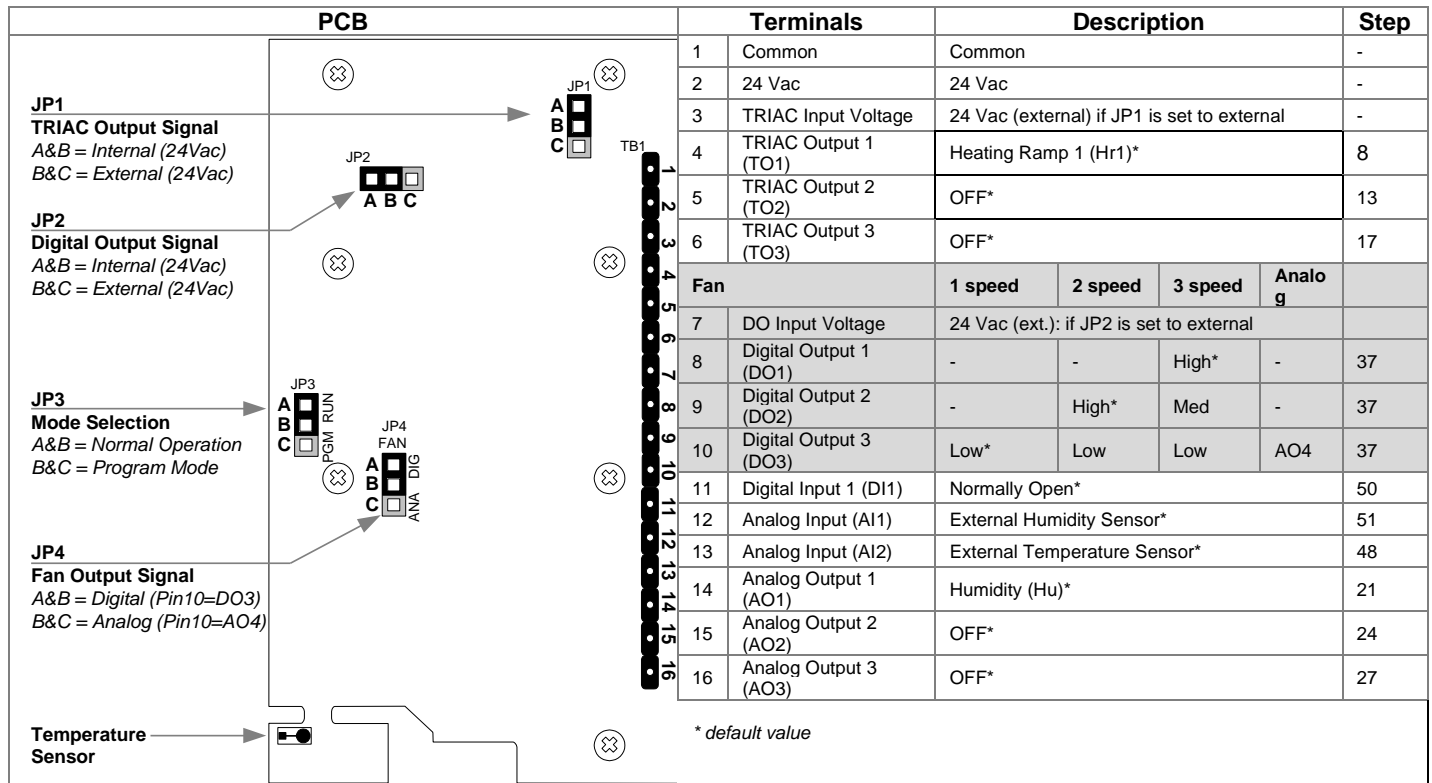 PCB
Terminals Description Step
JP1
TRIAC Output Signal
A&B = Internal (24Vac)
B&C = External (24Vac)
JP2
Digital Output Signal
A&B = Internal (24Vac)
B&C = External (24Vac)
JP3
Mode Selection
A&B = Normal Operation
B&C = Program Mode
JP4
Fan Output Signal
A&B = Digital (Pin10=DO3)
B&C = Analog (Pin10=AO4)
Temperature
Sensor
JP1
A
B
C
JP2
A B C
JP3
A
B
C
RUN
PGM
JP4
FAN
A
B
C
DIG
ANA
TB1
1
2
3
4
5
6
7
8
9
10
11
12
13
14
15
16
1 Common Common -
2 24 Vac 24 Vac -
3 TRIAC Input Voltage 24 Vac (external) if JP1 is set to external -
4 TRIAC Output 1 (TO1) Heating Ramp 1 (Hr1)* 8
5 TRIAC Output 2 (TO2) OFF* 13
6 TRIAC Output 3 (TO3) OFF* 17
Fan 1 speed 2 speed 3 speed Analo
g
7 DO Input Voltage 24 Vac (ext.): if JP2 is set to external
8 Digital Output 1 (DO1) - - High* - 37
9 Digital Output 2 (DO2) - High* Med - 37
10 Digital Output 3 (DO3) Low* Low Low AO4 37
11 Digital Input 1 (DI1) Normally Open* 50
12 Analog Input (AI1) External Humidity Sensor* 51
13 Analog Input (AI2) External Temperature Sensor* 48
14 Analog Output 1 (AO1) Humidity (Hu)* 21
15 Analog Output 2 (AO2) OFF* 24
16 Analog Output 3 (AO3) OFF* 27
* default value